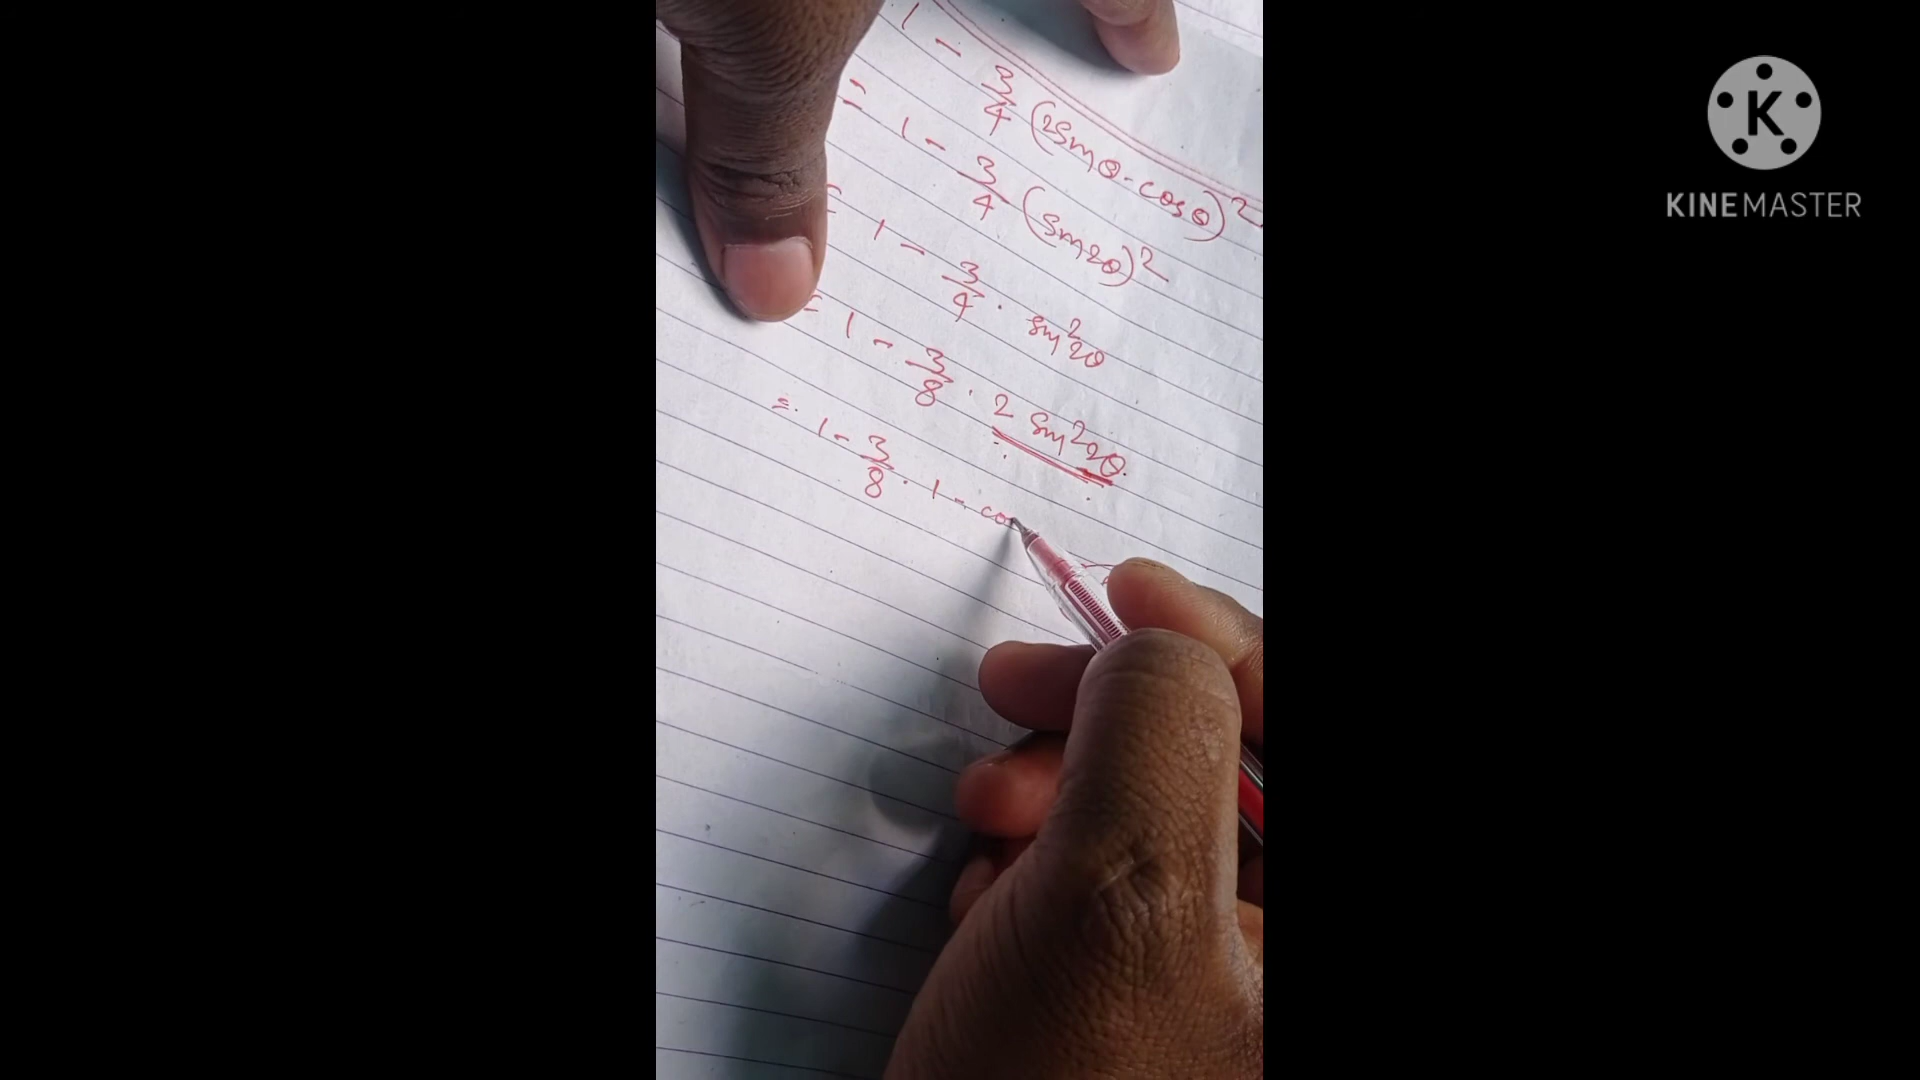 1 - 3/4 (2sinθ·cosθ)²
= 1 - 3/4 (sin2θ)²
= 1 - 3/4 · sin²2θ
= 1 - 3/8 · 2 sin²2θ
= 1 - 3/8 · 1 - co
K
KINEMASTER